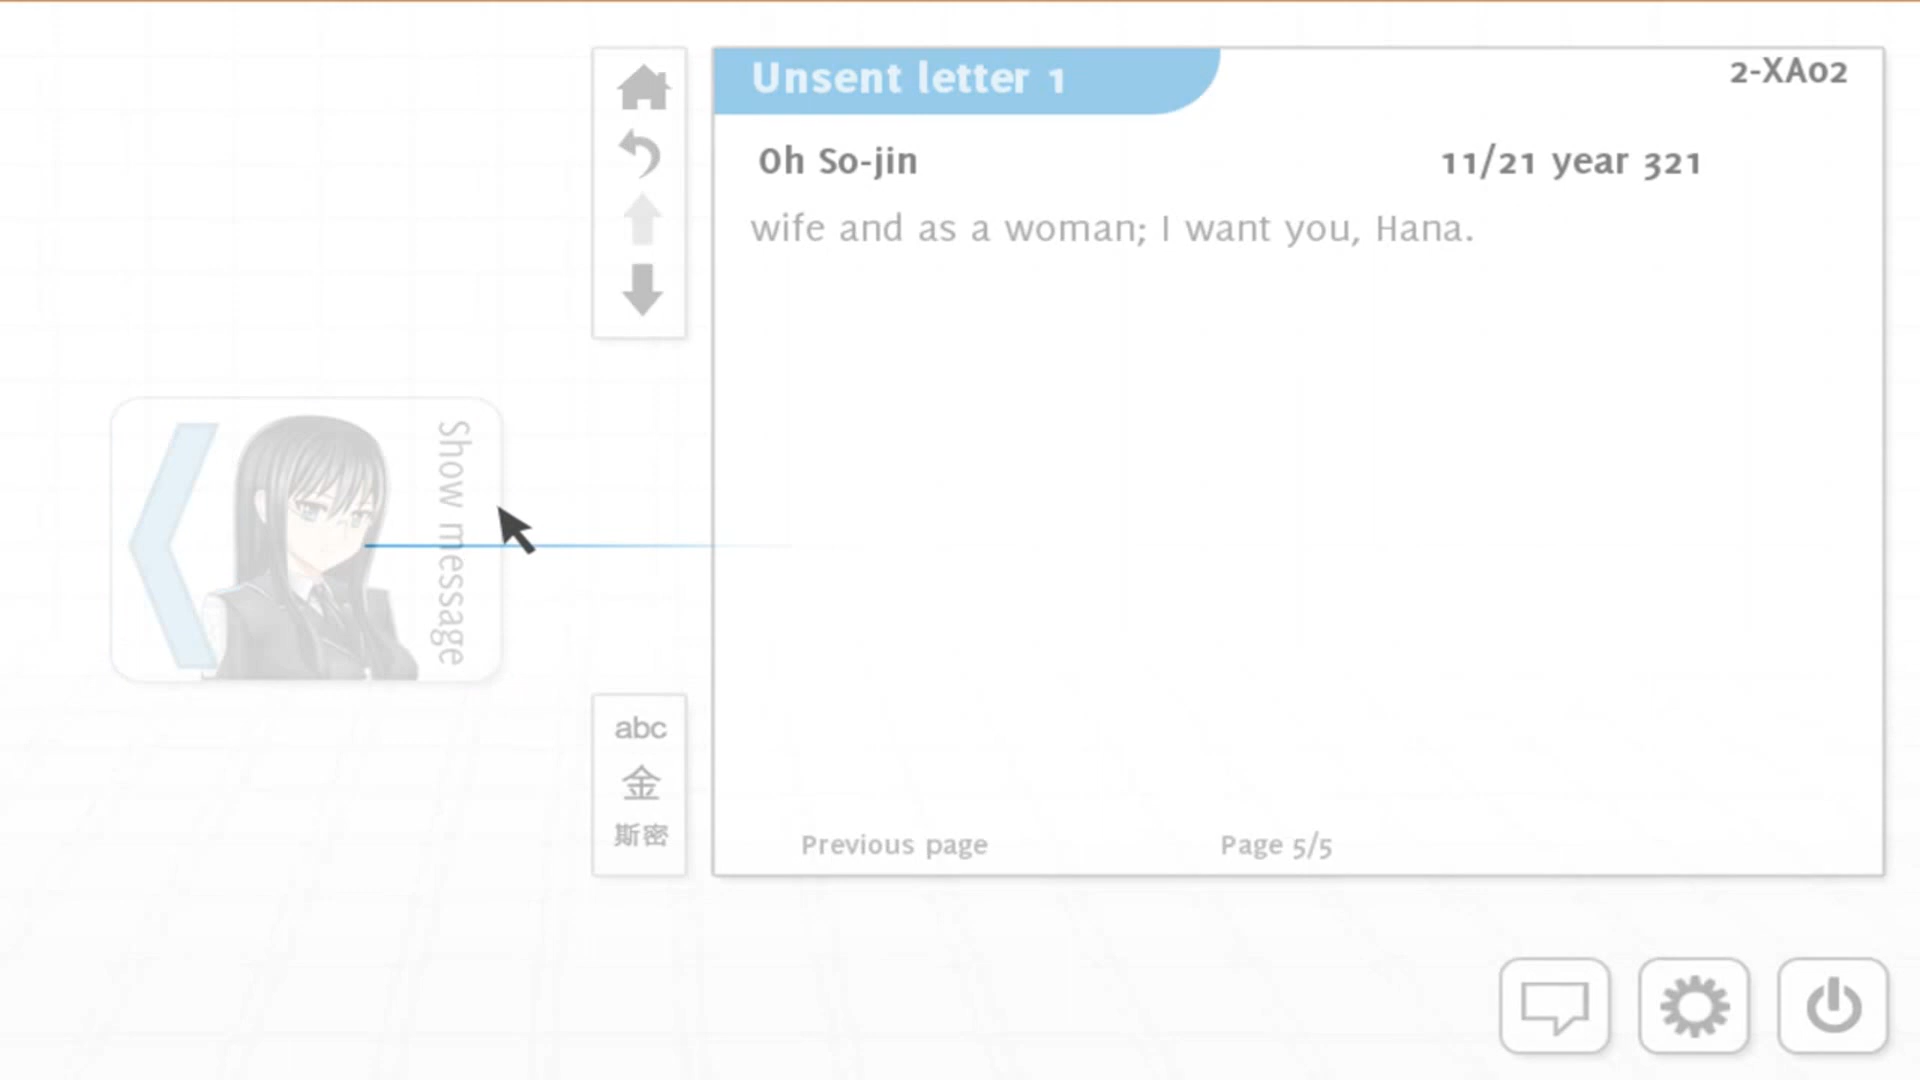 Unsent letter 1
2-XA02
Oh So-jin
11/21 year 321
wife and as a woman; I want you, Hana.
Show message
abc
金
斯密
Previous page
Page 5/5